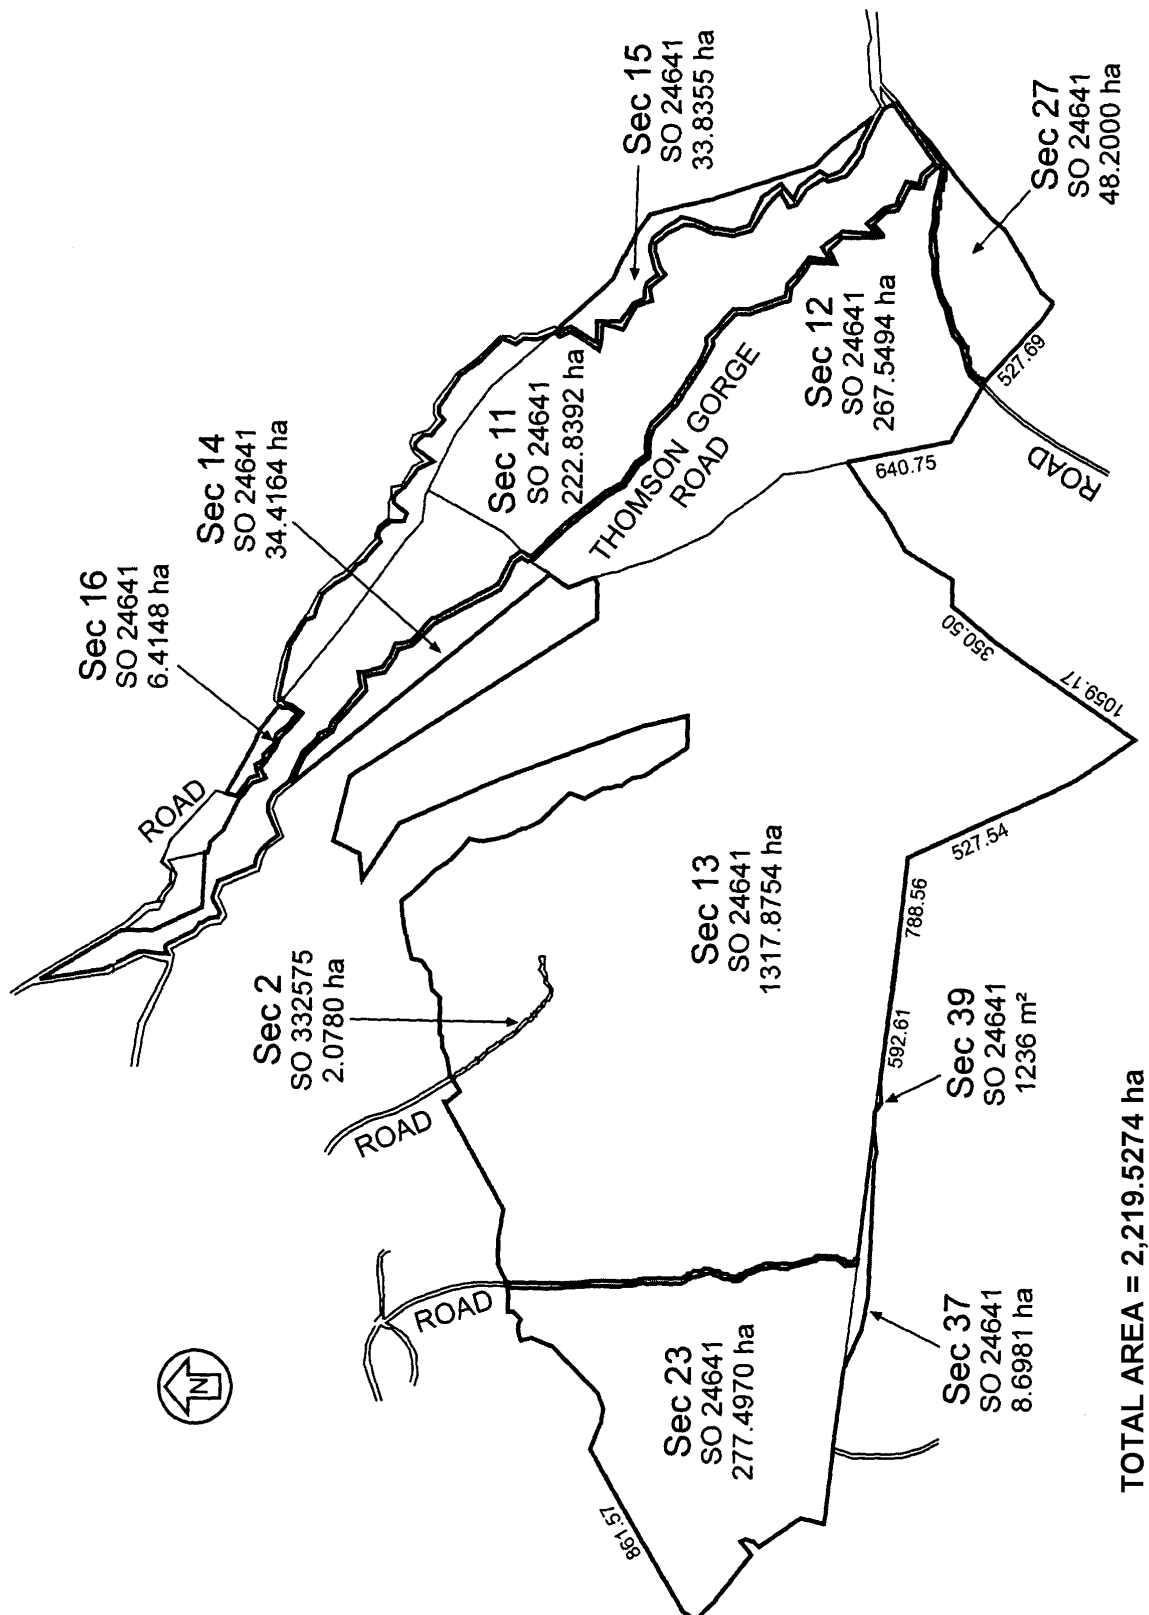 Sec 16
SO 24641
6.4148 ha
Sec 14
SO 24641
34.4164 ha
Sec 15
SO 24641
33.8355 ha
Sec 11
SO 24641
222.8392 ha
ROAD
THOMSON GORGE
ROAD
Sec 12
SO 24641
267.5494 ha
Sec 27
SO 24641
48.2000 ha
527.69
640.75
ROAD
350.50
1059.17
527.54
788.56
592.61
Sec 2
SO 332575
2.0780 ha
ROAD
Sec 13
SO 24641
1317.8754 ha
Sec 39
SO 24641
1236 m²
ROAD
N
Sec 23
SO 24641
277.4970 ha
Sec 37
SO 24641
8.6981 ha
861.57
TOTAL AREA = 2,219.5274 ha